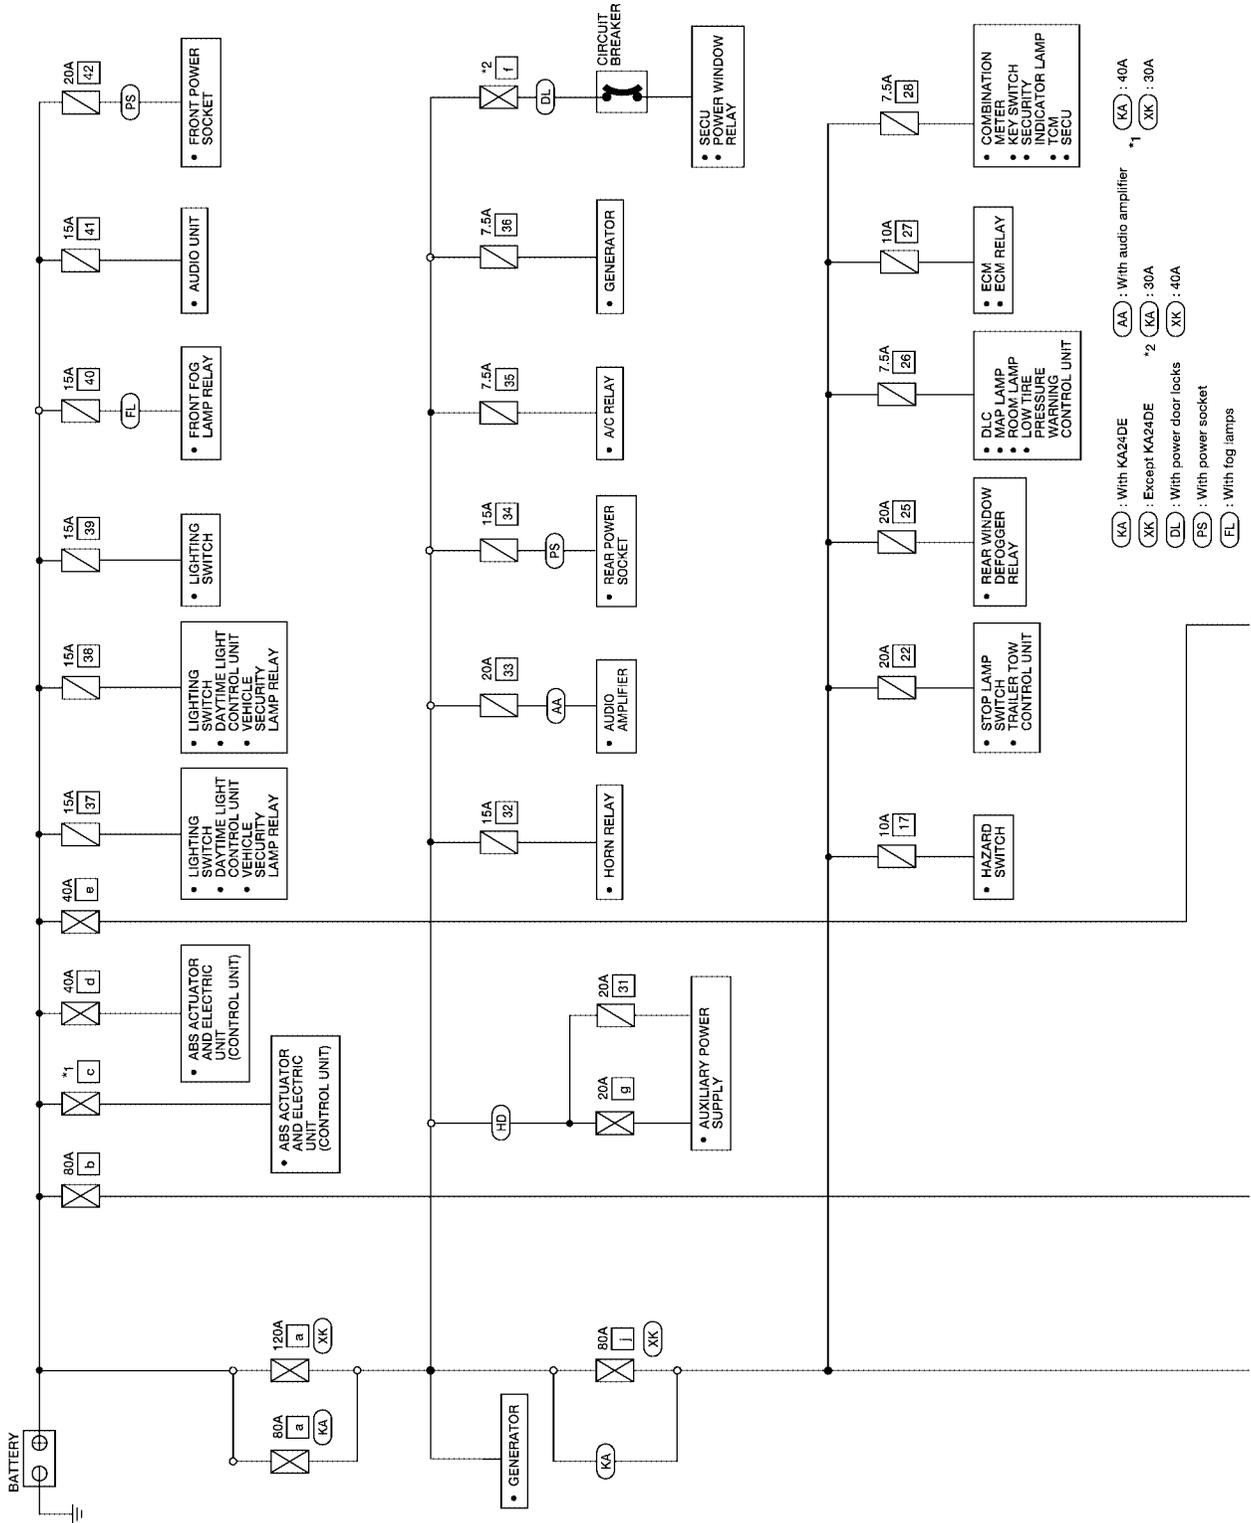 BATTERY
80A
b
*1
c
40A
d
40A
e
15A
37
15A
38
15A
39
15A
40
15A
41
20A
42
FL
PS
• ABS ACTUATOR
AND ELECTRIC
UNIT
(CONTROL UNIT)
• ABS ACTUATOR
AND ELECTRIC
UNIT
(CONTROL UNIT)
• LIGHTING
SWITCH
• DAYTIME LIGHT
CONTROL UNIT
• VEHICLE
SECURITY
LAMP RELAY
• LIGHTING
SWITCH
• DAYTIME LIGHT
CONTROL UNIT
• VEHICLE
SECURITY
LAMP RELAY
• LIGHTING
SWITCH
• FRONT FOG
LAMP RELAY
• AUDIO UNIT
• FRONT POWER
SOCKET
80A
a
KA
120A
a
XK
• GENERATOR
HD
20A
g
20A
31
• AUXILIARY POWER
SUPPLY
15A
32
20A
33
15A
34
7.5A
35
7.5A
36
*2
f
AA
PS
DL
CIRCUIT
BREAKER
• HORN RELAY
• AUDIO
AMPLIFIER
• REAR POWER
SOCKET
• A/C RELAY
• GENERATOR
• SECU
• POWER WINDOW
RELAY
KA
80A
j
XK
10A
17
20A
22
20A
25
7.5A
26
10A
27
7.5A
28
• HAZARD
SWITCH
• STOP LAMP
SWITCH
• TRAILER TOW
CONTROL UNIT
• REAR WINDOW
DEFOGGER
RELAY
• DLC
• MAP LAMP
• ROOM LAMP
• LOW TIRE
PRESSURE
WARNING
CONTROL UNIT
• ECM
• ECM RELAY
• COMBINATION
METER
• KEY SWITCH
• SECURITY
INDICATOR LAMP
• TCM
• SECU
KA : With KA24DE
XK : Except KA24DE
DL : With power door locks
PS : With power socket
FL : With fog lamps
AA : With audio amplifier
*2 KA : 30A
XK : 40A
*1 KA : 40A
XK : 30A